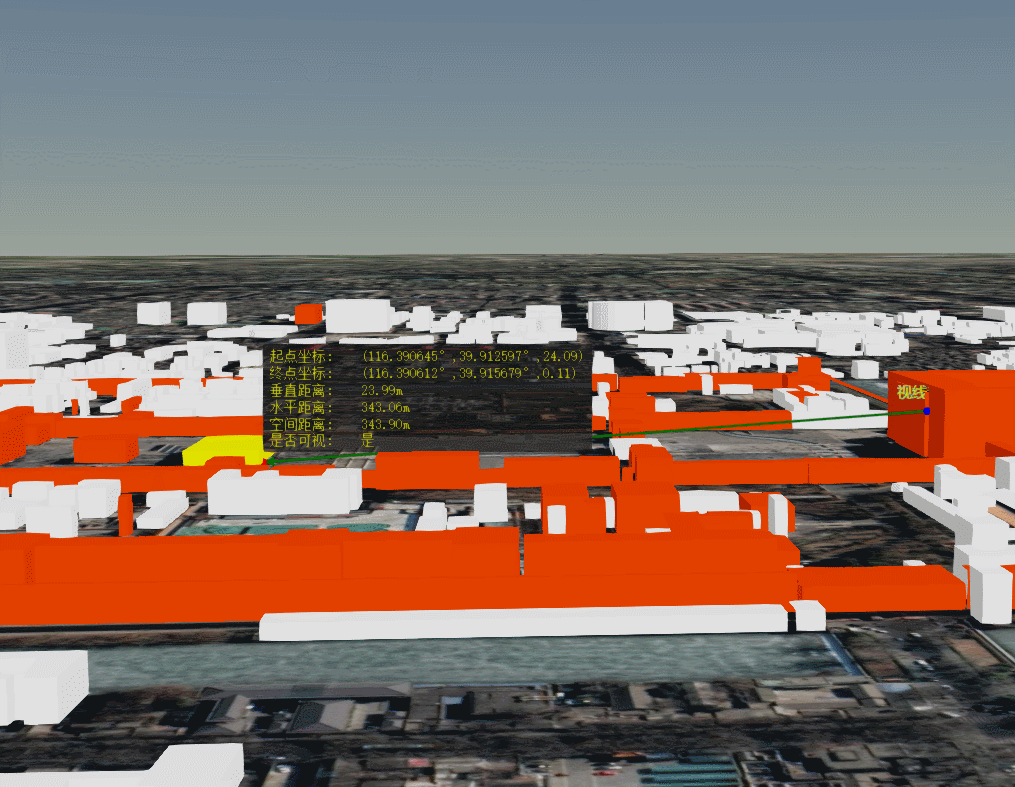 起点坐标: (116.390645°,39.912597°,24.09)
终点坐标: (116.390612°,39.915679°,0.11)
垂直距离: 23.99m
水平距离: 343.06m
空间距离: 343.90m
是否可视: 是
视线